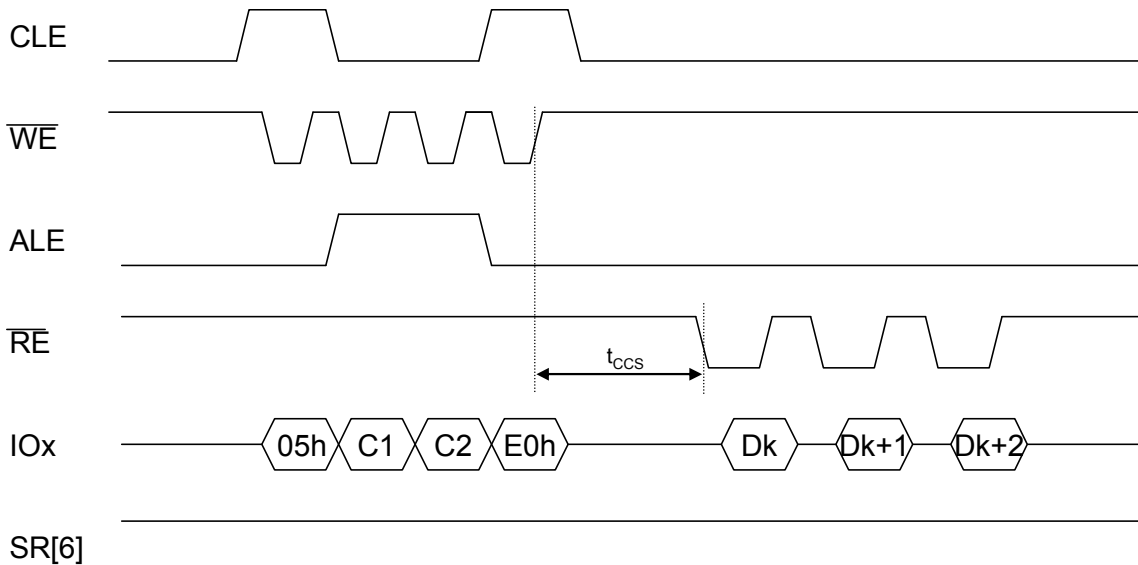 CLE
WE
ALE
RE
tCCS
IOx 05h C1 C2 E0h Dk Dk+1 Dk+2
SR[6]